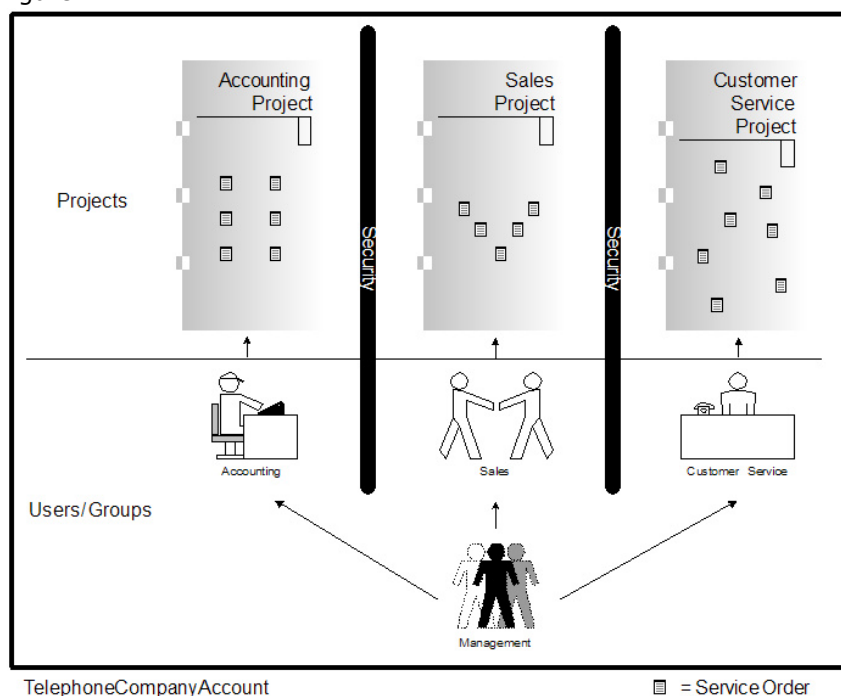 Accounting
Project
Sales
Project
Customer
Service
Project
Projects
Security
Security
Accounting
Sales
Customer Service
Users/Groups
Management
TelephoneCompanyAccount
= Service Order